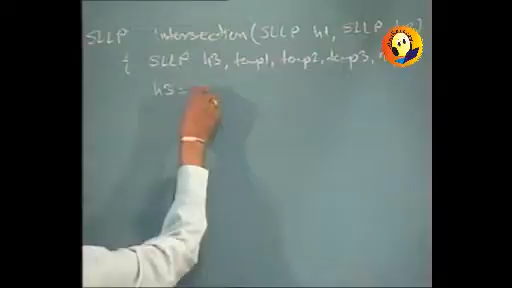 SLLP intersection(SLLP h1, SLLP h2)
{ SLLP h3, temp1, temp2, temp3,
h3 =